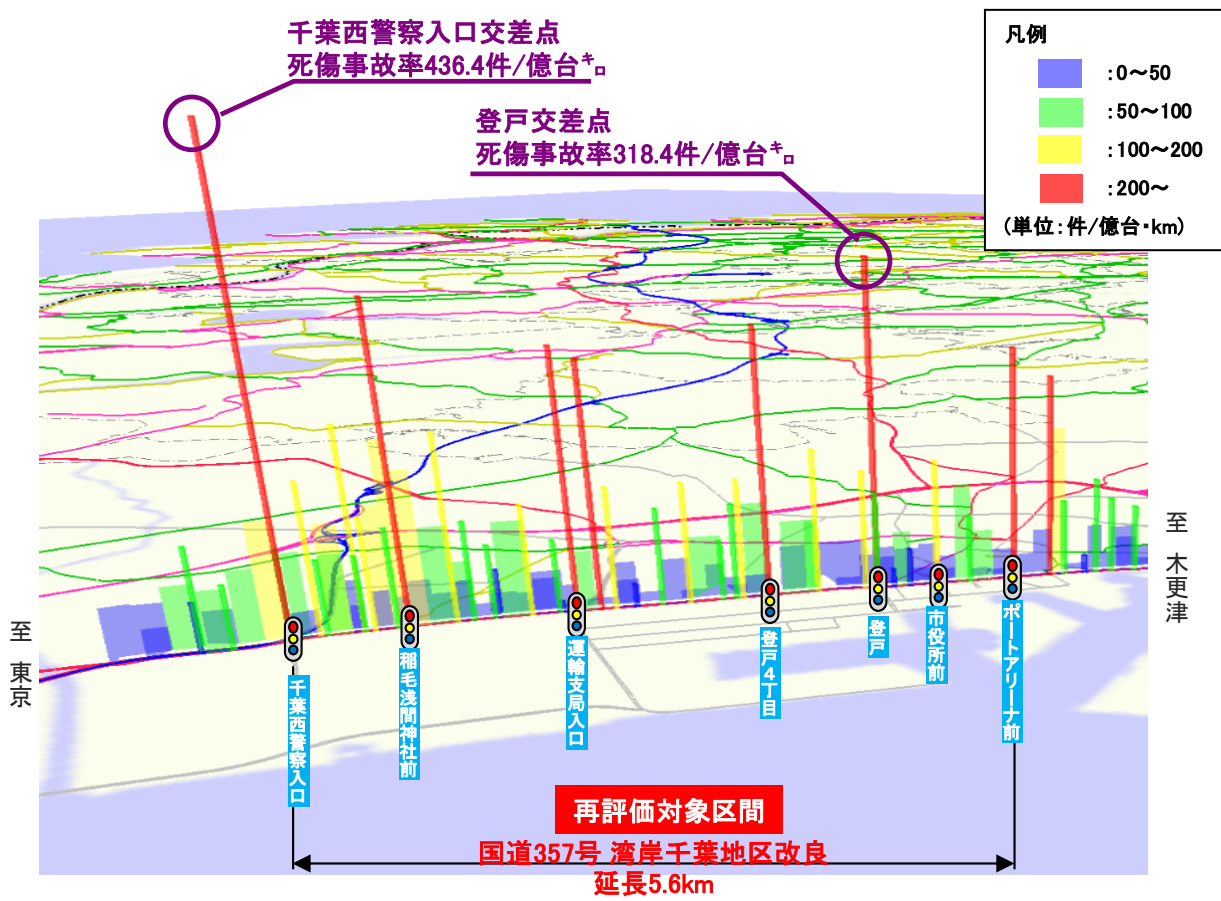 千葉西警察入口交差点
死傷事故率436.4件/億台㌔
登戸交差点
死傷事故率318.4件/億台㌔
凡例
:0～50
:50～100
:100～200
:200～
(単位:件/億台・km)
至 東京
至 木更津
千葉西警察入口
稲毛浅間神社前
運輸支局入口
登戸4丁目
登戸
市役所前
ポートアリーナ前
再評価対象区間
国道357号 湾岸千葉地区改良
延長5.6km